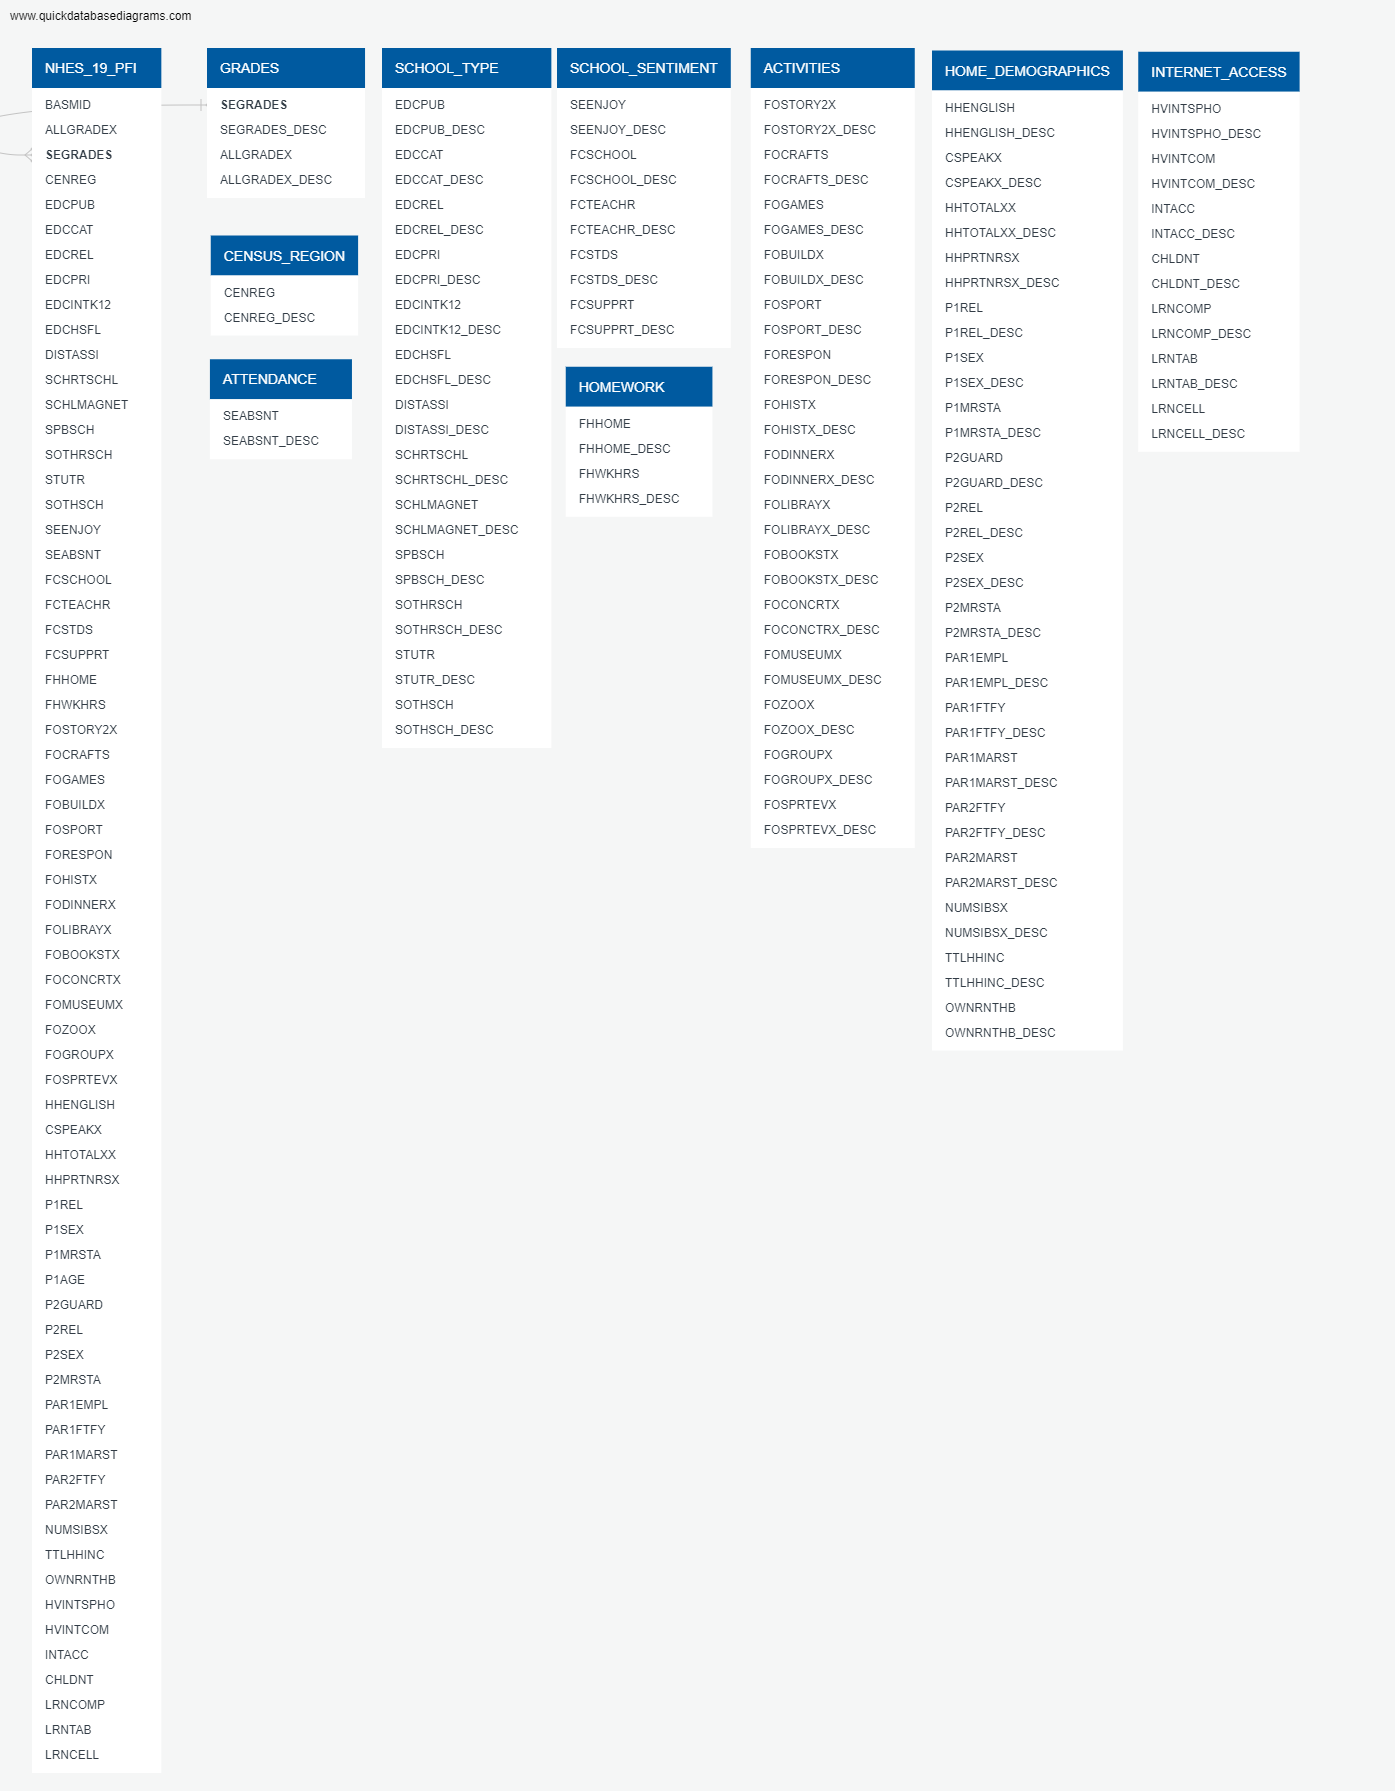 www.quickdatabasediagrams.com
NHES_19_PFI
BASMID
ALLGRADEX
SEGRADES
CENREG
EDCPUB
EDCCAT
EDCREL
EDCPRI
EDCINTK12
EDCHSFL
DISTASSI
SCHRTSCHL
SCHLMAGNET
SPBSCH
SOTHRSCH
STUTR
SOTHSCH
SEENJOY
SEABSNT
FCSCHOOL
FCTEACHR
FCSTDS
FCSUPPRT
FHHOME
FHWKHRS
FOSTORY2X
FOCRAFTS
FOGAMES
FOBUILDX
FOSPORT
FORESPON
FOHISTX
FODINNERX
FOLIBRAYX
FOBOOKSTX
FOCONCRTX
FOMUSEUMX
FOZOOX
FOGROUPX
FOSPRTEVX
HHENGLISH
CSPEAKX
HHTOTALXX
HHPRTNRSX
P1REL
P1SEX
P1MRSTA
P1AGE
P2GUARD
P2REL
P2SEX
P2MRSTA
PAR1EMPL
PAR1FTFY
PAR1MARST
PAR2FTFY
PAR2MARST
NUMSIBSX
TTLHHINC
OWNRNTHB
HVINTSPHO
HVINTCOM
INTACC
CHLDNT
LRNCOMP
LRNTAB
LRNCELL
GRADES
SEGRADES
SEGRADES_DESC
ALLGRADEX
ALLGRADEX_DESC
CENSUS_REGION
CENREG
CENREG_DESC
ATTENDANCE
SEABSNT
SEABSNT_DESC
SCHOOL_TYPE
EDCPUB
EDCPUB_DESC
EDCCAT
EDCCAT_DESC
EDCREL
EDCREL_DESC
EDCPRI
EDCPRI_DESC
EDCINTK12
EDCINTK12_DESC
EDCHSFL
EDCHSFL_DESC
DISTASSI
DISTASSI_DESC
SCHRTSCHL
SCHRTSCHL_DESC
SCHLMAGNET
SCHLMAGNET_DESC
SPBSCH
SPBSCH_DESC
SOTHRSCH
SOTHRSCH_DESC
STUTR
STUTR_DESC
SOTHSCH
SOTHSCH_DESC
SCHOOL_SENTIMENT
SEENJOY
SEENJOY_DESC
FCSCHOOL
FCSCHOOL_DESC
FCTEACHR
FCTEACHR_DESC
FCSTDS
FCSTDS_DESC
FCSUPPRT
FCSUPPRT_DESC
HOMEWORK
FHHOME
FHHOME_DESC
FHWKHRS
FHWKHRS_DESC
ACTIVITIES
FOSTORY2X
FOSTORY2X_DESC
FOCRAFTS
FOCRAFTS_DESC
FOGAMES
FOGAMES_DESC
FOBUILDX
FOBUILDX_DESC
FOSPORT
FOSPORT_DESC
FORESPON
FORESPON_DESC
FOHISTX
FOHISTX_DESC
FODINNERX
FODINNERX_DESC
FOLIBRAYX
FOLIBRAYX_DESC
FOBOOKSTX
FOBOOKSTX_DESC
FOCONCRTX
FOCONCTRX_DESC
FOMUSEUMX
FOMUSEUMX_DESC
FOZOOX
FOZOOX_DESC
FOGROUPX
FOGROUPX_DESC
FOSPRTEVX
FOSPRTEVX_DESC
HOME_DEMOGRAPHICS
HHENGLISH
HHENGLISH_DESC
CSPEAKX
CSPEAKX_DESC
HHTOTALXX
HHTOTALXX_DESC
HHPRTNRSX
HHPRTNRSX_DESC
P1REL
P1REL_DESC
P1SEX
P1SEX_DESC
P1MRSTA
P1MRSTA_DESC
P2GUARD
P2GUARD_DESC
P2REL
P2REL_DESC
P2SEX
P2SEX_DESC
P2MRSTA
P2MRSTA_DESC
PAR1EMPL
PAR1EMPL_DESC
PAR1FTFY
PAR1FTFY_DESC
PAR1MARST
PAR1MARST_DESC
PAR2FTFY
PAR2FTFY_DESC
PAR2MARST
PAR2MARST_DESC
NUMSIBSX
NUMSIBSX_DESC
TTLHHINC
TTLHHINC_DESC
OWNRNTHB
OWNRNTHB_DESC
INTERNET_ACCESS
HVINTSPHO
HVINTSPHO_DESC
HVINTCOM
HVINTCOM_DESC
INTACC
INTACC_DESC
CHLDNT
CHLDNT_DESC
LRNCOMP
LRNCOMP_DESC
LRNTAB
LRNTAB_DESC
LRNCELL
LRNCELL_DESC